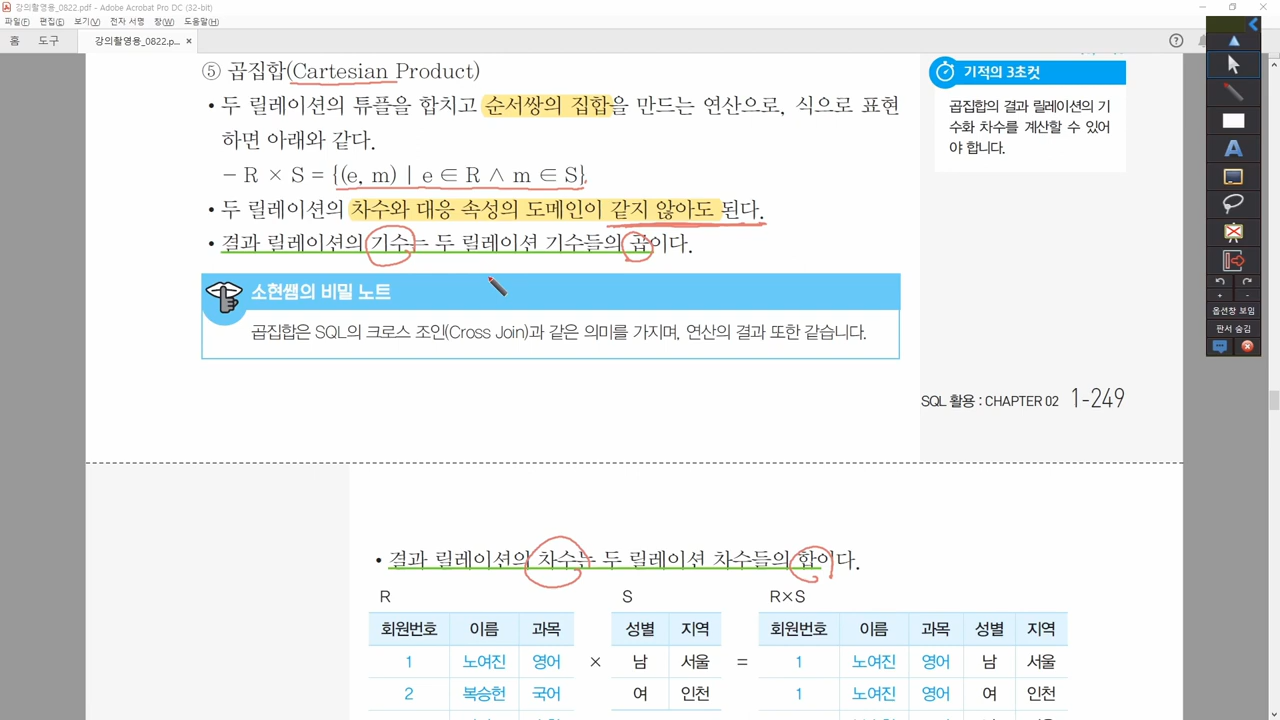 강의촬영용_0822.pdf - Adobe Acrobat Pro DC (32-bit)
파일(F) 편집(E) 보기(V) 전자 서명 창(W) 도움말(H)
홈 도구 강의촬영용_0822.p... ×
⑤ 곱집합(Cartesian Product)
• 두 릴레이션의 튜플을 합치고 순서쌍의 집합을 만드는 연산으로, 식으로 표현
하면 아래와 같다.
– R × S = {(e, m) | e ∈ R ∧ m ∈ S}
• 두 릴레이션의 차수와 대응 속성의 도메인이 같지 않아도 된다.
• 결과 릴레이션의 기수는 두 릴레이션 기수들의 곱이다.
소현쌤의 비밀 노트
곱집합은 SQL의 크로스 조인(Cross Join)과 같은 의미를 가지며, 연산의 결과 또한 같습니다.
기적의 3초컷
곱집합의 결과 릴레이션의 기
수화 차수를 계산할 수 있어
야 합니다.
SQL 활용 : CHAPTER 02 1-249
• 결과 릴레이션의 차수는 두 릴레이션 차수들의 합이다.
R S R×S
회원번호 이름 과목 성별 지역 회원번호 이름 과목 성별 지역
1 노여진 영어 × 남 서울 = 1 노여진 영어 남 서울
2 복승헌 국어 여 인천 1 노여진 영어 여 인천
A
+ -
옵션창 보임
판서 숨김